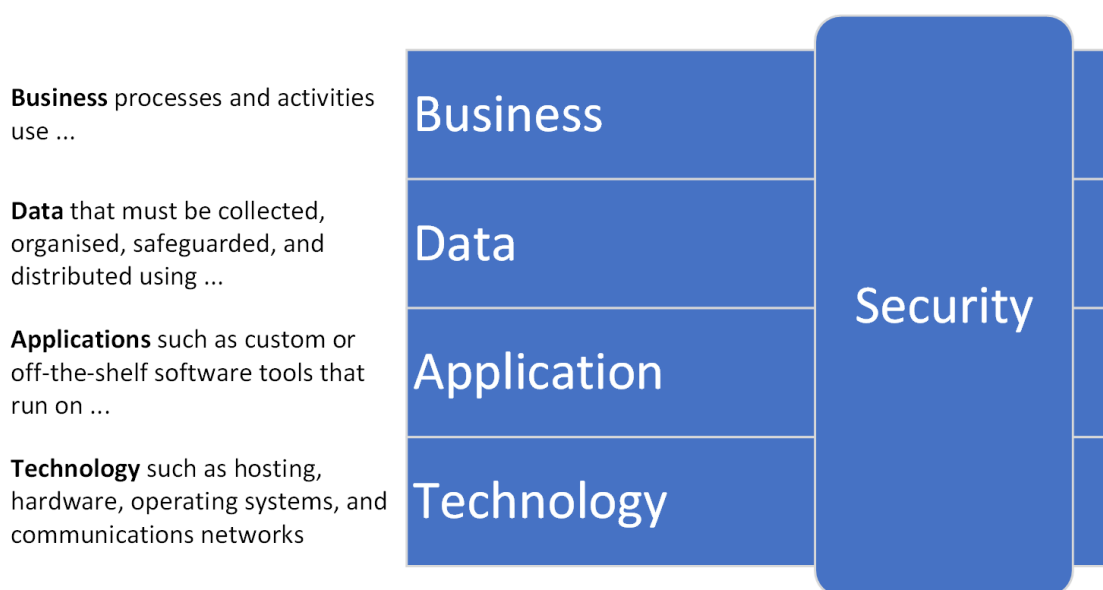 Business processes and activities
use ...
Business
Data that must be collected,
organised, safeguarded, and
distributed using ...
Data
Security
Applications such as custom or
off-the-shelf software tools that
run on ...
Application
Technology such as hosting,
hardware, operating systems, and
communications networks
Technology